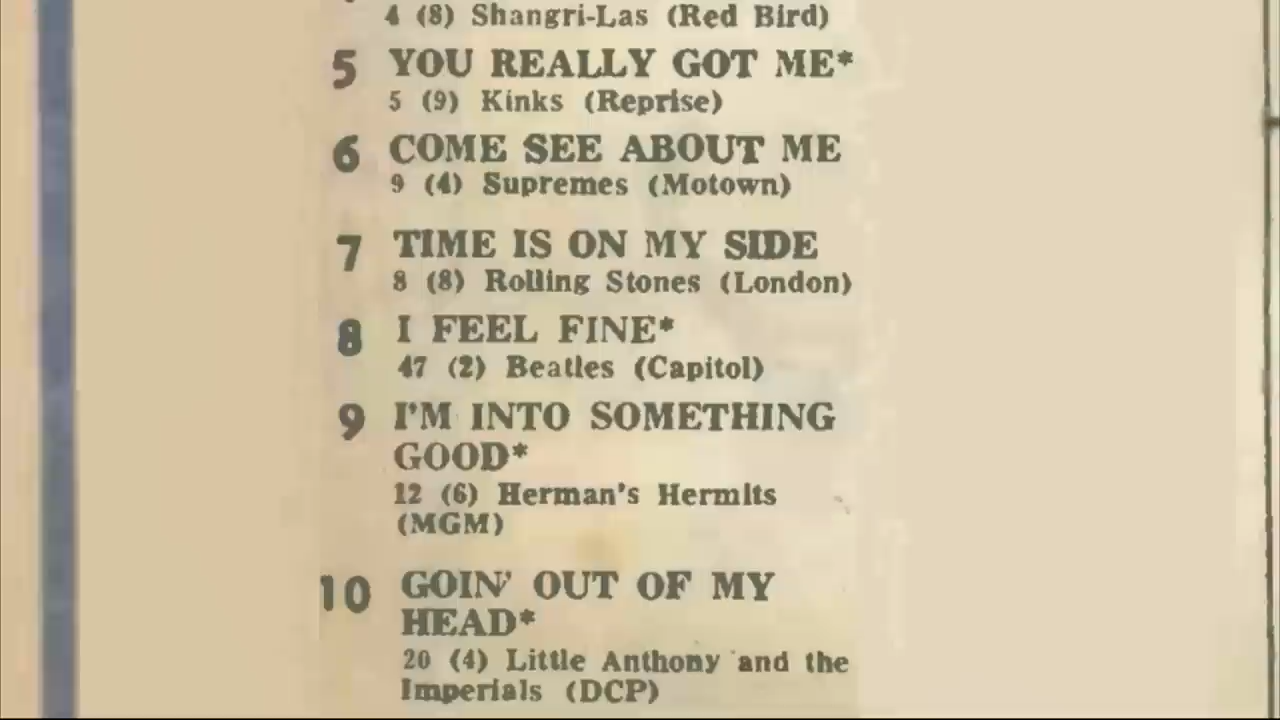 4 (8) Shangri-Las (Red Bird)
5 YOU REALLY GOT ME*
5 (9) Kinks (Reprise)
6 COME SEE ABOUT ME
9 (4) Supremes (Motown)
7 TIME IS ON MY SIDE
8 (8) Rolling Stones (London)
8 I FEEL FINE*
47 (2) Beatles (Capitol)
9 I'M INTO SOMETHING
GOOD*
12 (6) Herman's Hermits
(MGM)
10 GOIN' OUT OF MY
HEAD*
20 (4) Little Anthony and the
Imperials (DCP)